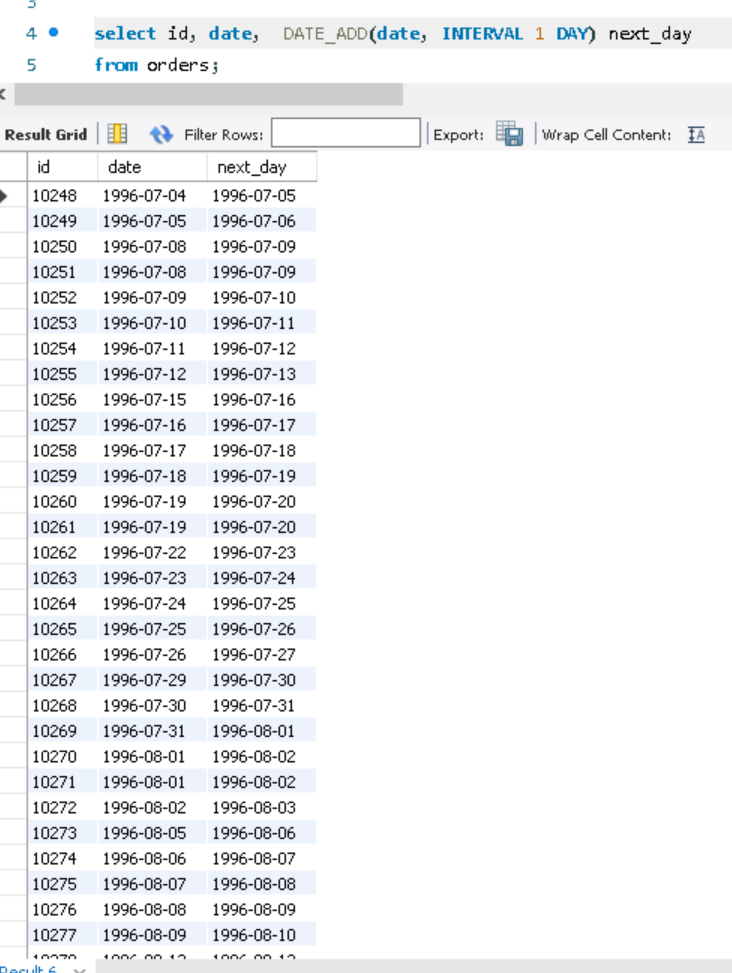 3
4 select id, date, DATE_ADD(date, INTERVAL 1 DAY) next_day
5 from orders;
Result Grid Filter Rows: Export: Wrap Cell Content: IA
id date next_day
10248 1996-07-04 1996-07-05
10249 1996-07-05 1996-07-06
10250 1996-07-08 1996-07-09
10251 1996-07-08 1996-07-09
10252 1996-07-09 1996-07-10
10253 1996-07-10 1996-07-11
10254 1996-07-11 1996-07-12
10255 1996-07-12 1996-07-13
10256 1996-07-15 1996-07-16
10257 1996-07-16 1996-07-17
10258 1996-07-17 1996-07-18
10259 1996-07-18 1996-07-19
10260 1996-07-19 1996-07-20
10261 1996-07-19 1996-07-20
10262 1996-07-22 1996-07-23
10263 1996-07-23 1996-07-24
10264 1996-07-24 1996-07-25
10265 1996-07-25 1996-07-26
10266 1996-07-26 1996-07-27
10267 1996-07-29 1996-07-30
10268 1996-07-30 1996-07-31
10269 1996-07-31 1996-08-01
10270 1996-08-01 1996-08-02
10271 1996-08-01 1996-08-02
10272 1996-08-02 1996-08-03
10273 1996-08-05 1996-08-06
10274 1996-08-06 1996-08-07
10275 1996-08-07 1996-08-08
10276 1996-08-08 1996-08-09
10277 1996-08-09 1996-08-10
Result 6